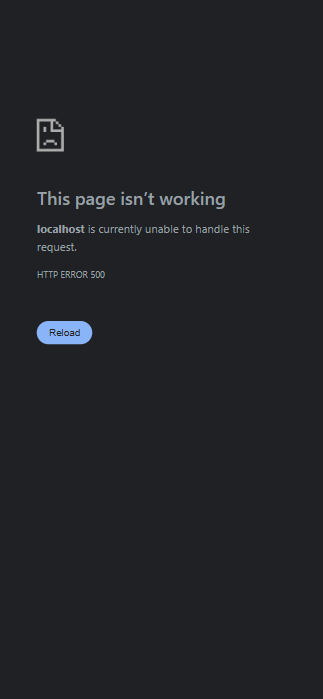 This page isn’t working
localhost is currently unable to handle this
request.
HTTP ERROR 500
Reload